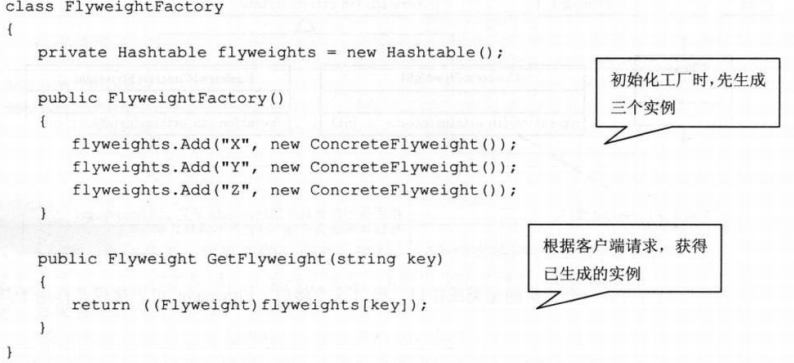 class FlyweightFactory
{
private Hashtable flyweights = new Hashtable();
初始化工厂时,先生成
三个实例
public FlyweightFactory()
{
flyweights.Add("X", new ConcreteFlyweight());
flyweights.Add("Y", new ConcreteFlyweight());
flyweights.Add("Z", new ConcreteFlyweight());
}
根据客户端请求，获得
已生成的实例
public Flyweight GetFlyweight(string key)
{
return ((Flyweight)flyweights[key]);
}
}